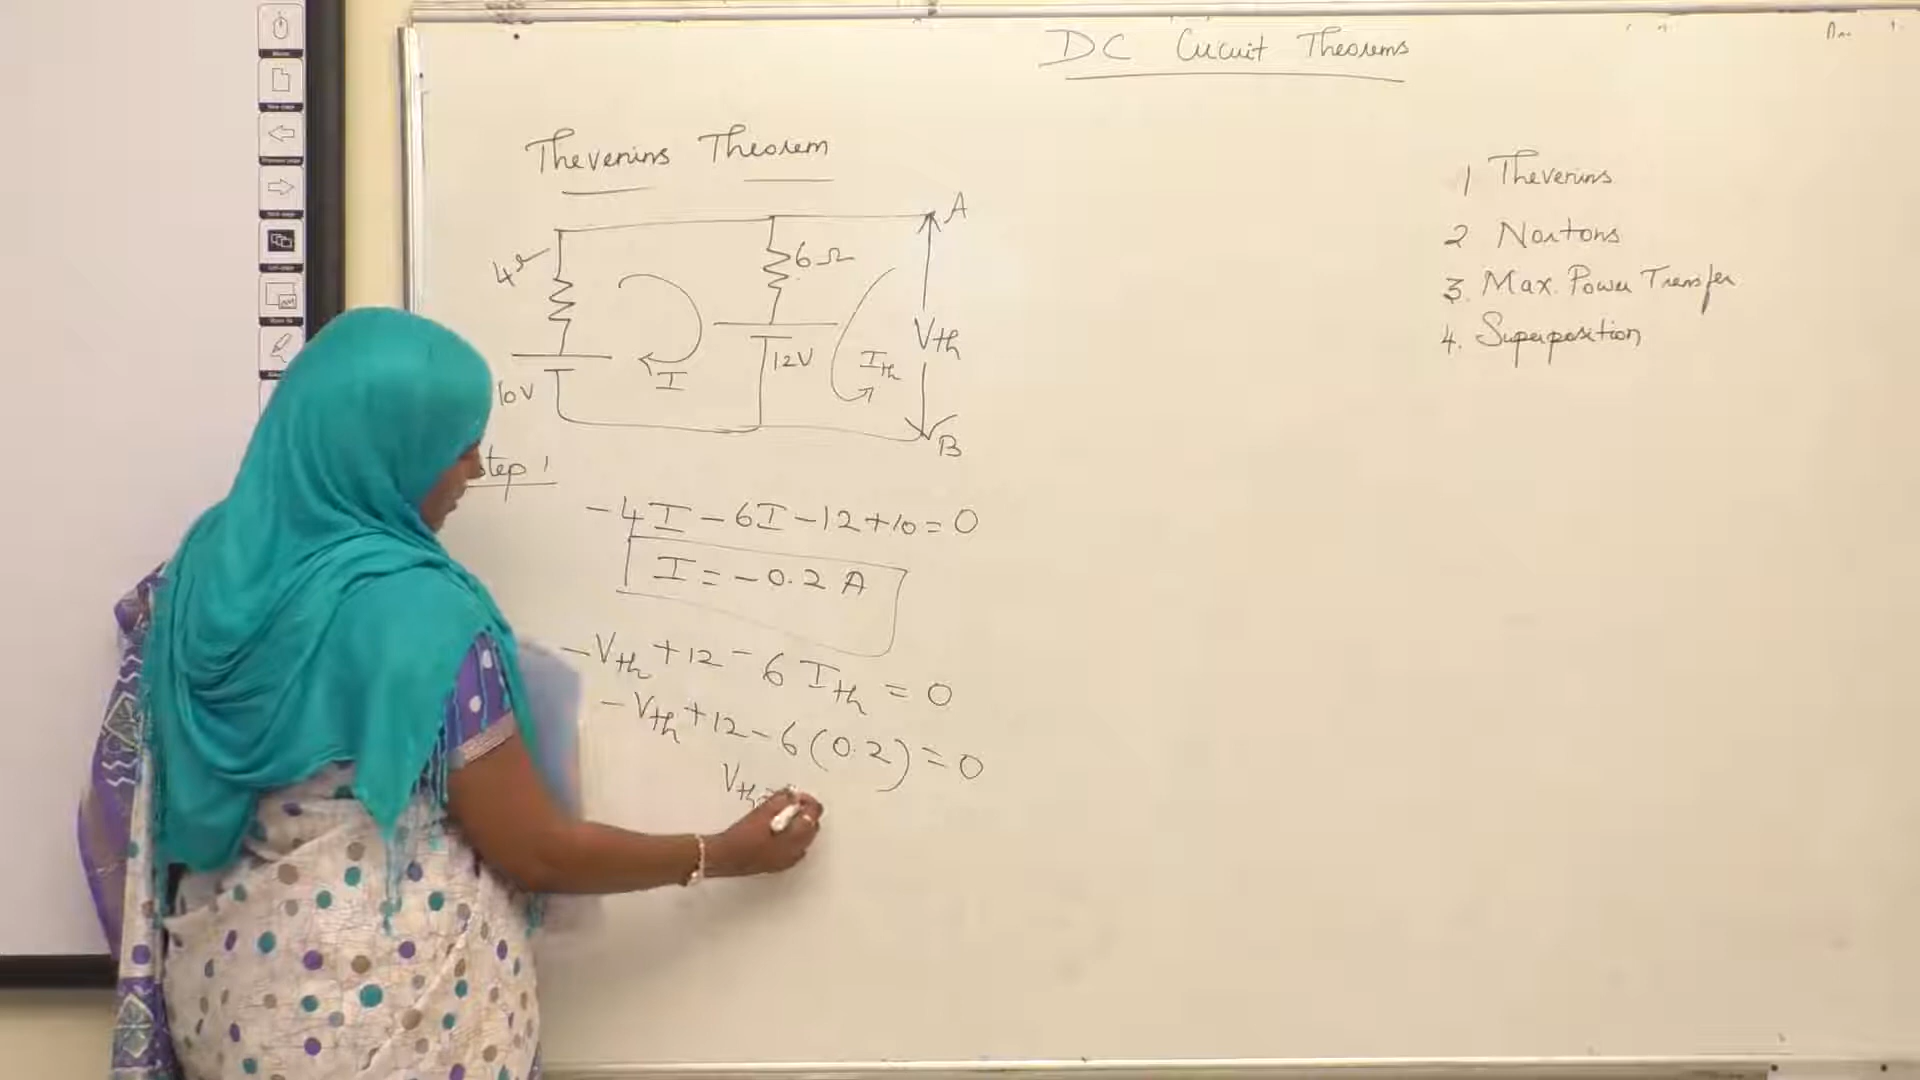 DC Circuit Theorems
Thevenins Theorem
A
4Ω
6Ω
Vth
10V
I
12V
Ith
B
step 1
-4I-6I-12+10=0
I=-0.2 A
-Vth+12-6Ith=0
-Vth+12-6(0.2)=0
Vth=
1 Thevenins
2 Nortons
3. Max. Power Transfer
4. Superposition